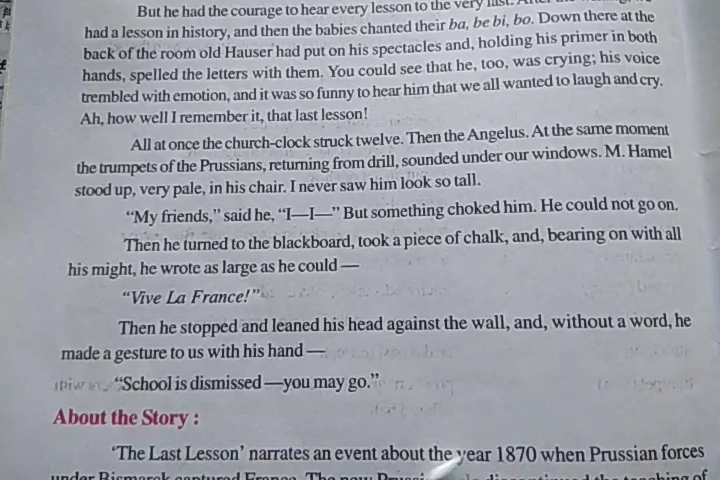 But he had the courage to hear every lesson to the very last.
had a lesson in history, and then the babies chanted their ba, be bi, bo. Down there at the
back of the room old Hauser had put on his spectacles and, holding his primer in both
hands, spelled the letters with them. You could see that he, too, was crying; his voice
trembled with emotion, and it was so funny to hear him that we all wanted to laugh and cry.
Ah, how well I remember it, that last lesson!
All at once the church-clock struck twelve. Then the Angelus. At the same moment
the trumpets of the Prussians, returning from drill, sounded under our windows. M. Hamel
stood up, very pale, in his chair. I never saw him look so tall.
“My friends,” said he, “I—I—” But something choked him. He could not go on.
Then he turned to the blackboard, took a piece of chalk, and, bearing on with all
his might, he wrote as large as he could —
“Vive La France!”
Then he stopped and leaned his head against the wall, and, without a word, he
made a gesture to us with his hand —
“School is dismissed —you may go.”
About the Story :
‘The Last Lesson’ narrates an event about the year 1870 when Prussian forces
under Bismarck captured France. The new discontinued the teaching of